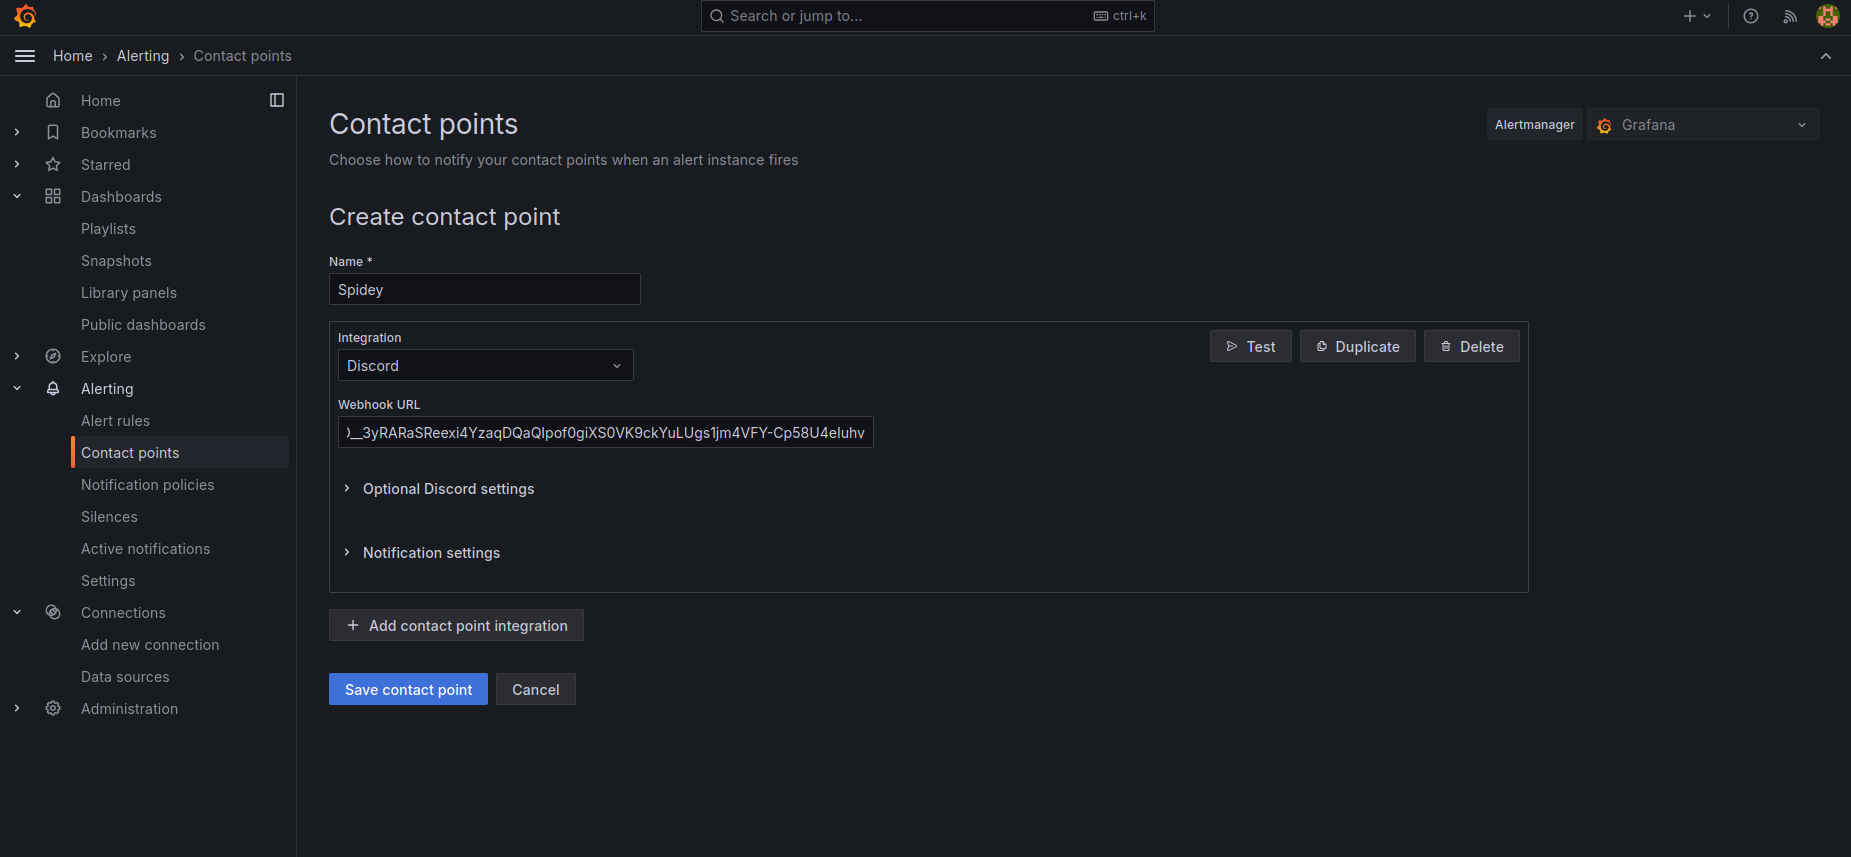 Search or jump to...
ctrl+k
Home › Alerting › Contact points
Home
Bookmarks
Starred
Dashboards
Playlists
Snapshots
Library panels
Public dashboards
Explore
Alerting
Alert rules
Contact points
Notification policies
Silences
Active notifications
Settings
Connections
Add new connection
Data sources
Administration
Contact points
Alertmanager
Grafana
Choose how to notify your contact points when an alert instance fires
Create contact point
Name *
Spidey
Integration
Test
Duplicate
Delete
Discord
Webhook URL
)__3yRARaSReexi4YzaqDQaQIpof0giXS0VK9ckYuLUgs1jm4VFY-Cp58U4eIuhv
Optional Discord settings
Notification settings
Add contact point integration
Save contact point
Cancel